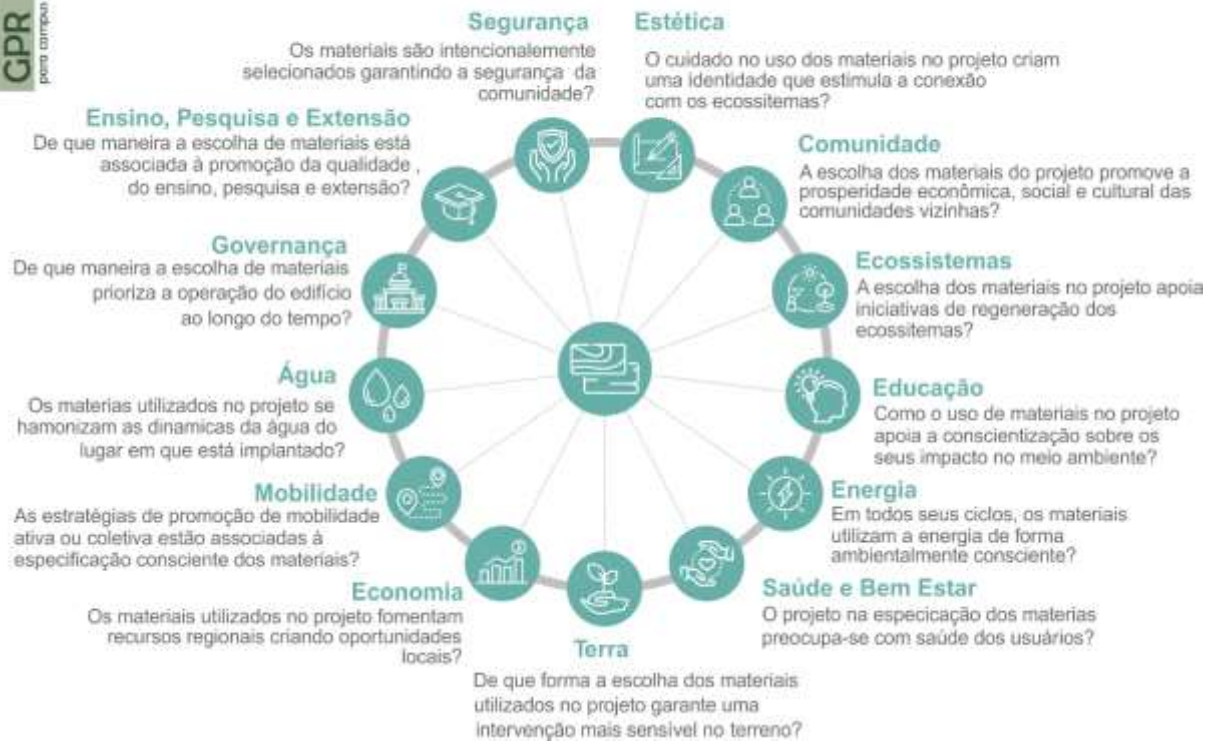 GPR
para campus
Segurança
Os materiais são intencionalemente
selecionados garantindo a segurança da
comunidade?
Estética
O cuidado no uso dos materiais no projeto criam
uma identidade que estimula a conexão
com os ecossitemas?
Comunidade
A escolha dos materiais do projeto promove a
prosperidade econômica, social e cultural das
comunidades vizinhas?
Ecossistemas
A escolha dos materiais no projeto apoia
iniciativas de regeneração dos
ecossitemas?
Educação
Como o uso de materiais no projeto
apoia a conscientização sobre os
seus impacto no meio ambiente?
Energia
Em todos seus ciclos, os materiais
utilizam a energia de forma
ambientalmente consciente?
Saúde e Bem Estar
O projeto na especicação dos materias
preocupa-se com saúde dos usuários?
Terra
De que forma a escolha dos materiais
utilizados no projeto garante uma
intervenção mais sensível no terreno?
Economia
Os materiais utilizados no projeto fomentam
recursos regionais criando oportunidades
locais?
Mobilidade
As estratégias de promoção de mobilidade
ativa ou coletiva estão associadas à
especificação consciente dos materiais?
Água
Os materias utilizados no projeto se
hamonizam as dinamicas da água do
lugar em que está implantado?
Governança
De que maneira a escolha de materiais
prioriza a operação do edifício
ao longo do tempo?
Ensino, Pesquisa e Extensão
De que maneira a escolha de materiais está
associada à promoção da qualidade ,
do ensino, pesquisa e extensão?